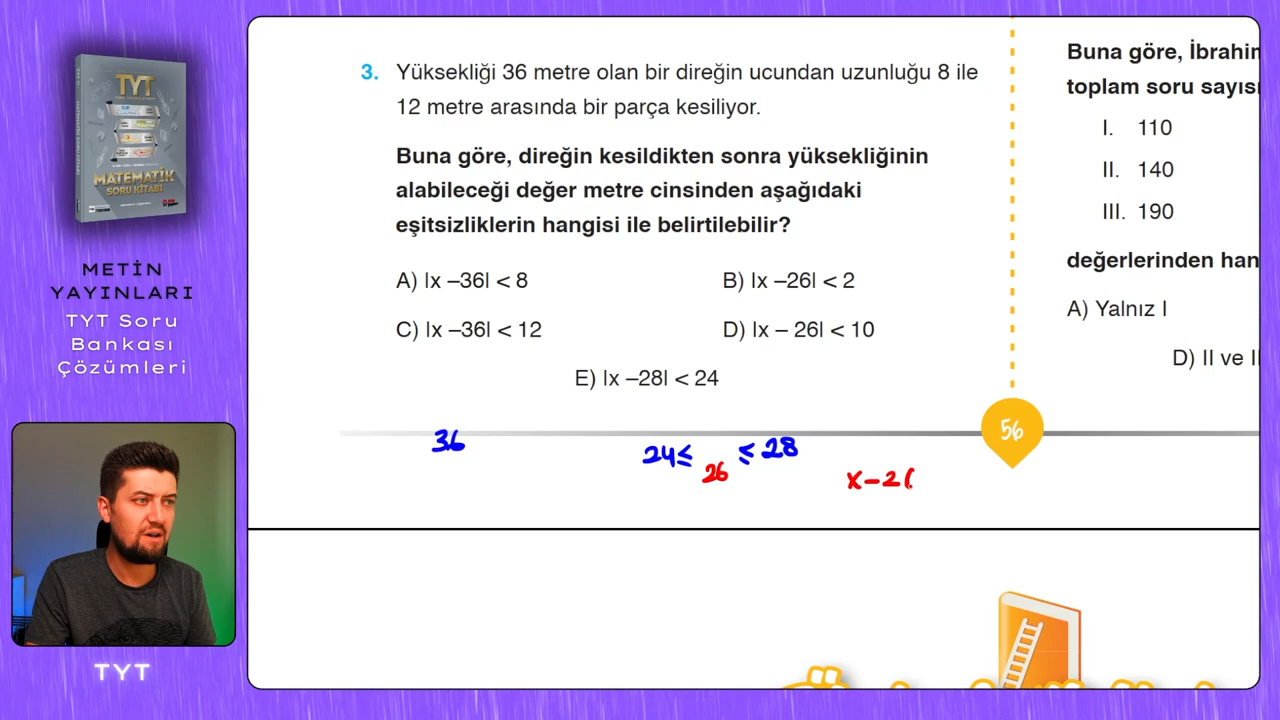 TYT
MATEMATİK
SORU KİTABI
METİN
YAYINLARI
TYT Soru
Bankası
Çözümleri
TYT
3. Yüksekliği 36 metre olan bir direğin ucundan uzunluğu 8 ile
12 metre arasında bir parça kesiliyor.
Buna göre, direğin kesildikten sonra yüksekliğinin
alabileceği değer metre cinsinden aşağıdaki
eşitsizliklerin hangisi ile belirtilebilir?
A) |x –36| < 8
B) |x –26| < 2
C) |x –36| < 12
D) |x – 26| < 10
E) |x –28| < 24
36
24≤ ≤28
26
x-2(
56
Buna göre, İbrahim
toplam soru sayısı
I. 110
II. 140
III. 190
değerlerinden han
A) Yalnız I
D) II ve II